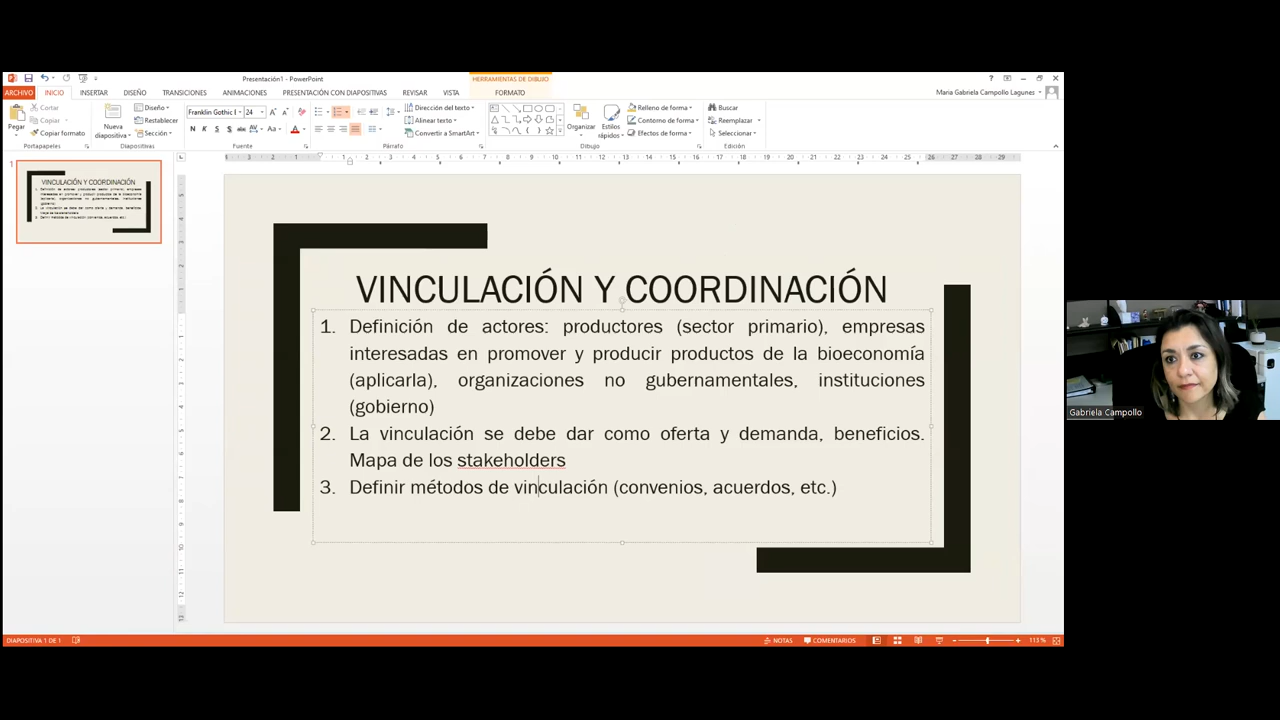 Presentación1 - PowerPoint
HERRAMIENTAS DE DIBUJO
ARCHIVO INICIO INSERTAR DISEÑO TRANSICIONES ANIMACIONES PRESENTACIÓN CON DIAPOSITIVAS REVISAR VISTA FORMATO
Maria Gabriela Campollo Lagunes
Pegar
Cortar
Copiar
Copiar formato
Portapapeles
Nueva diapositiva
Diseño
Restablecer
Sección
Diapositivas
Franklin Gothic 24
Fuente
Dirección del texto
Alinear texto
Convertir a SmartArt
Párrafo
Organizar
Estilos rápidos
Relleno de forma
Contorno de forma
Efectos de forma
Dibujo
Buscar
Reemplazar
Seleccionar
Edición
1
VINCULACIÓN Y COORDINACIÓN
VINCULACIÓN Y COORDINACIÓN
1. Definición de actores: productores (sector primario), empresas
interesadas en promover y producir productos de la bioeconomía
(aplicarla), organizaciones no gubernamentales, instituciones
(gobierno)
2. La vinculación se debe dar como oferta y demanda, beneficios.
Mapa de los stakeholders
3. Definir métodos de vinculación (convenios, acuerdos, etc.)
Gabriela Campollo
DIAPOSITIVA 1 DE 1
NOTAS
COMENTARIOS
113 %